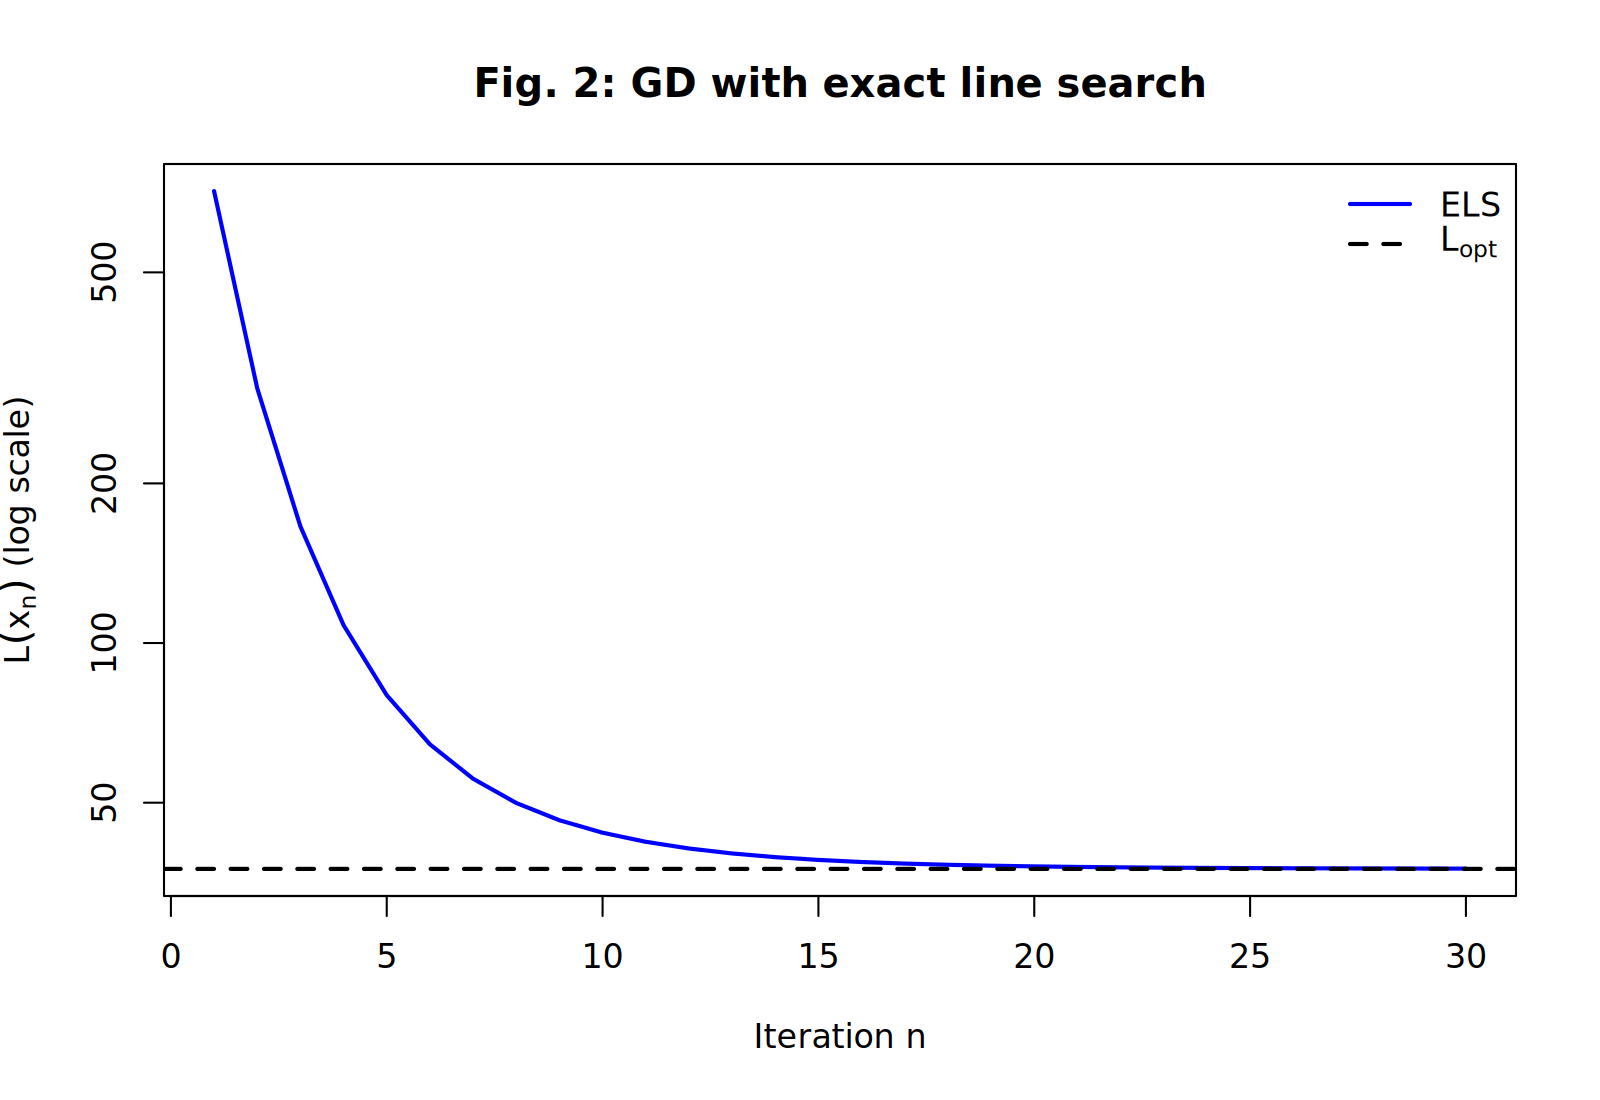 Fig. 2: GD with exact line search
ELS
L_opt
500
200
100
50
L(x_n) (log scale)
0 5 10 15 20 25 30
Iteration n